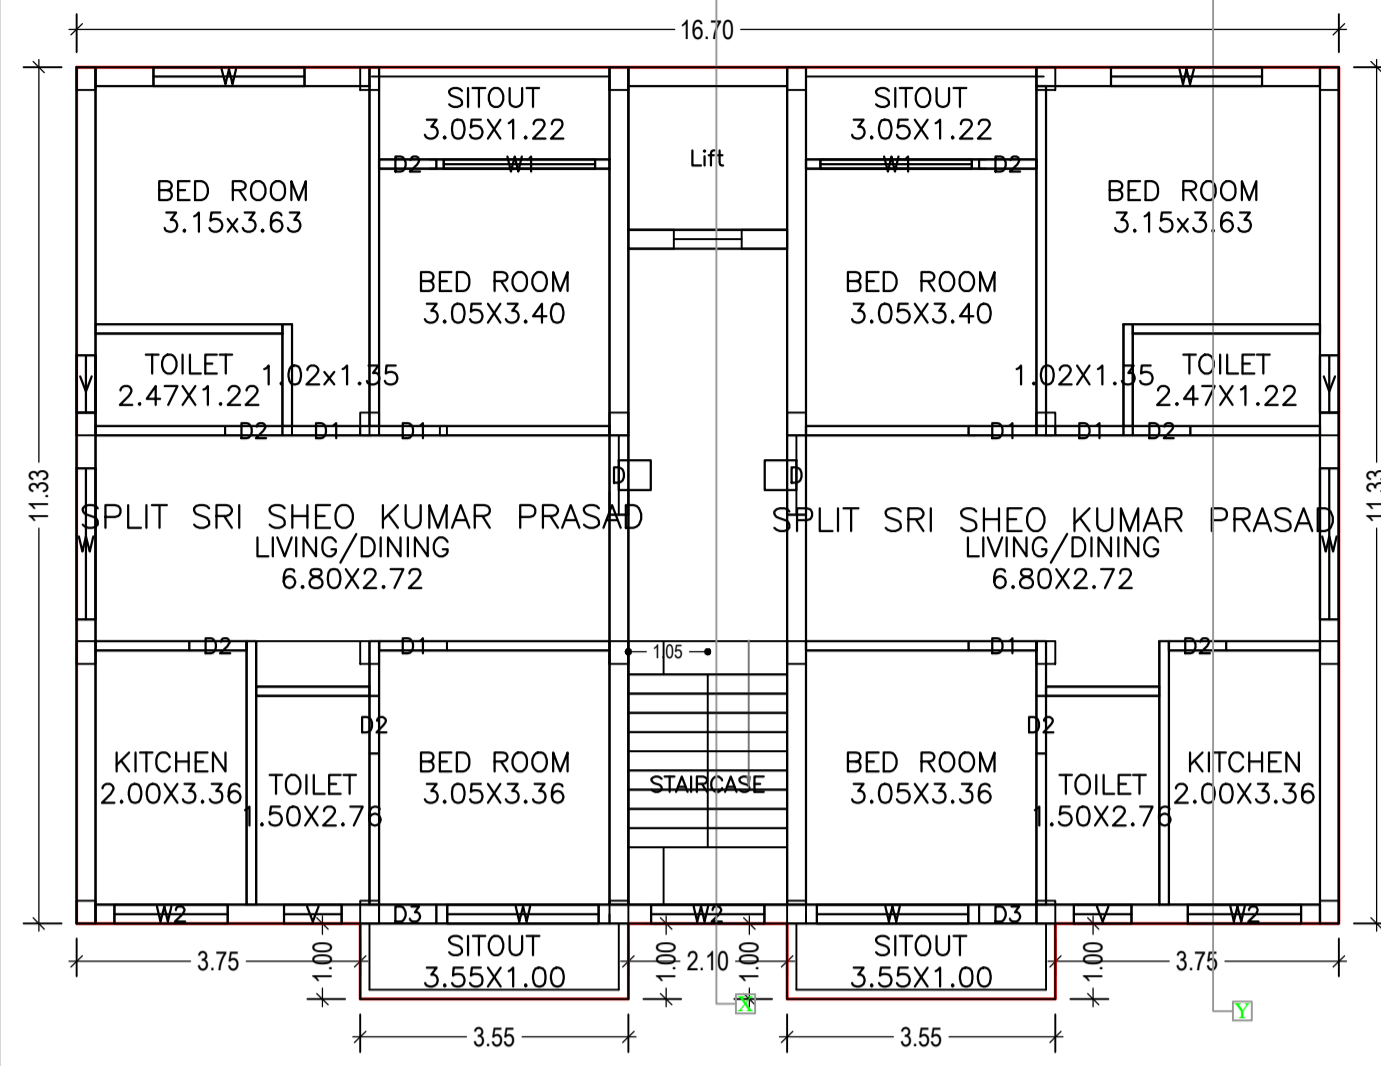 16.70
W
W
SITOUT
3.05X1.22
SITOUT
3.05X1.22
Lift
D2
W1
W1
D2
BED ROOM
3.15x3.63
BED ROOM
3.15x3.63
BED ROOM
3.05X3.40
BED ROOM
3.05X3.40
TOILET
2.47X1.22
1.02x1.35
1.02X1.35
TOILET
2.47X1.22
V
V
D2
D1
D1
D1
D1
D2
D
D
11.33
11.33
SPLIT SRI SHEO KUMAR PRASAD
LIVING/DINING
6.80X2.72
SPLIT SRI SHEO KUMAR PRASAD
LIVING/DINING
6.80X2.72
W
W
D2
D1
1.05
D1
D2
D2
D2
KITCHEN
2.00X3.36
TOILET
1.50X2.76
BED ROOM
3.05X3.36
STAIRCASE
BED ROOM
3.05X3.36
TOILET
1.50X2.76
KITCHEN
2.00X3.36
W2
V
D3
W
W2
W
D3
V
W2
3.75
1.00
SITOUT
3.55X1.00
1.00
2.10
1.00
SITOUT
3.55X1.00
1.00
3.75
X
Y
3.55
3.55